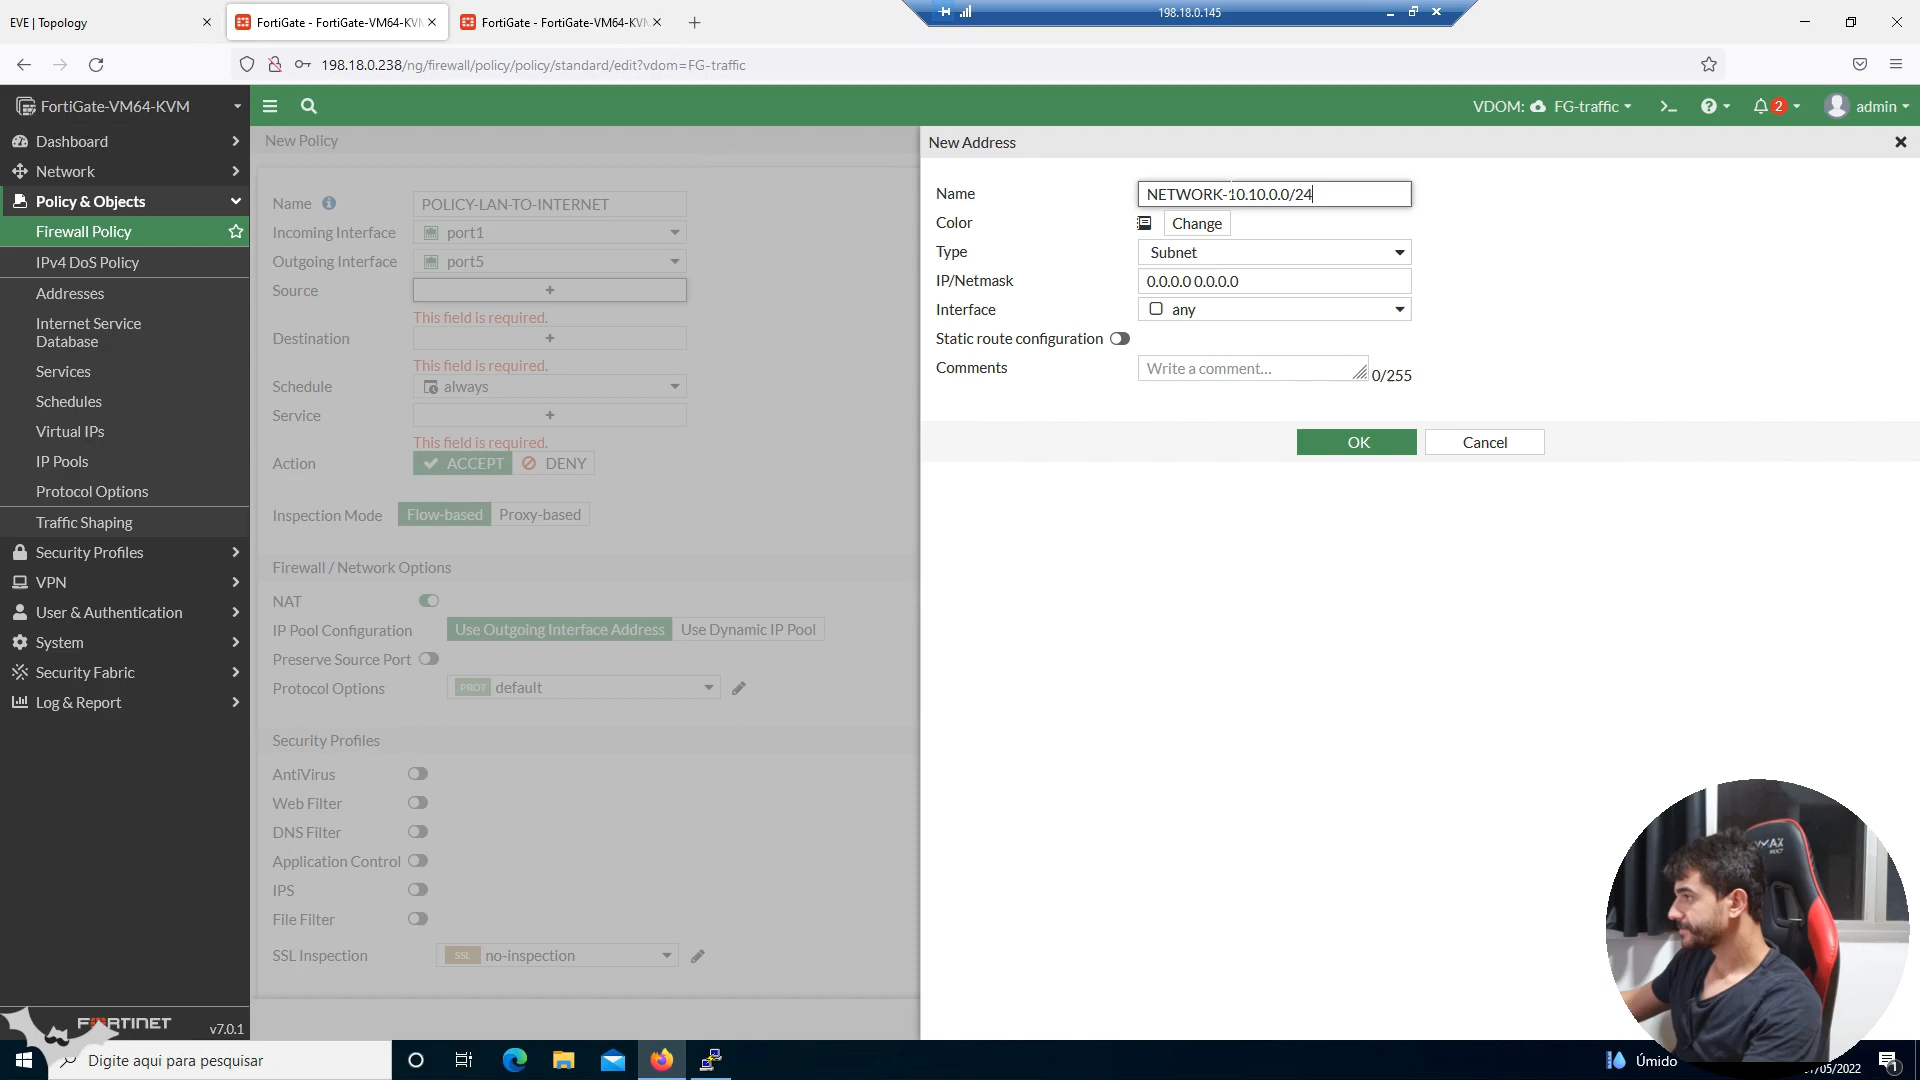 EVE | Topology
FortiGate - FortiGate-VM64-KVM
FortiGate - FortiGate-VM64-KVM
198.18.0.145
198.18.0.238/ng/firewall/policy/policy/standard/edit?vdom=FG-traffic
FortiGate-VM64-KVM
VDOM: FG-traffic
2
admin
Dashboard
Network
Policy & Objects
Firewall Policy
IPv4 DoS Policy
Addresses
Internet Service
Database
Services
Schedules
Virtual IPs
IP Pools
Protocol Options
Traffic Shaping
Security Profiles
VPN
User & Authentication
System
Security Fabric
Log & Report
FORTINET
v7.0.1
New Policy
Name POLICY-LAN-TO-INTERNET
Incoming Interface port1
Outgoing Interface port5
Source +
This field is required.
Destination +
This field is required.
Schedule always
Service +
This field is required.
Action ACCEPT DENY
Inspection Mode Flow-based Proxy-based
Firewall / Network Options
NAT
IP Pool Configuration Use Outgoing Interface Address Use Dynamic IP Pool
Preserve Source Port
Protocol Options PROT default
Security Profiles
AntiVirus
Web Filter
DNS Filter
Application Control
IPS
File Filter
SSL Inspection SSL no-inspection
New Address
Name NETWORK-10.10.0.0/24
Color Change
Type Subnet
IP/Netmask 0.0.0.0 0.0.0.0
Interface any
Static route configuration
Comments Write a comment... 0/255
OK Cancel
Digite aqui para pesquisar
Úmido
/05/2022
1